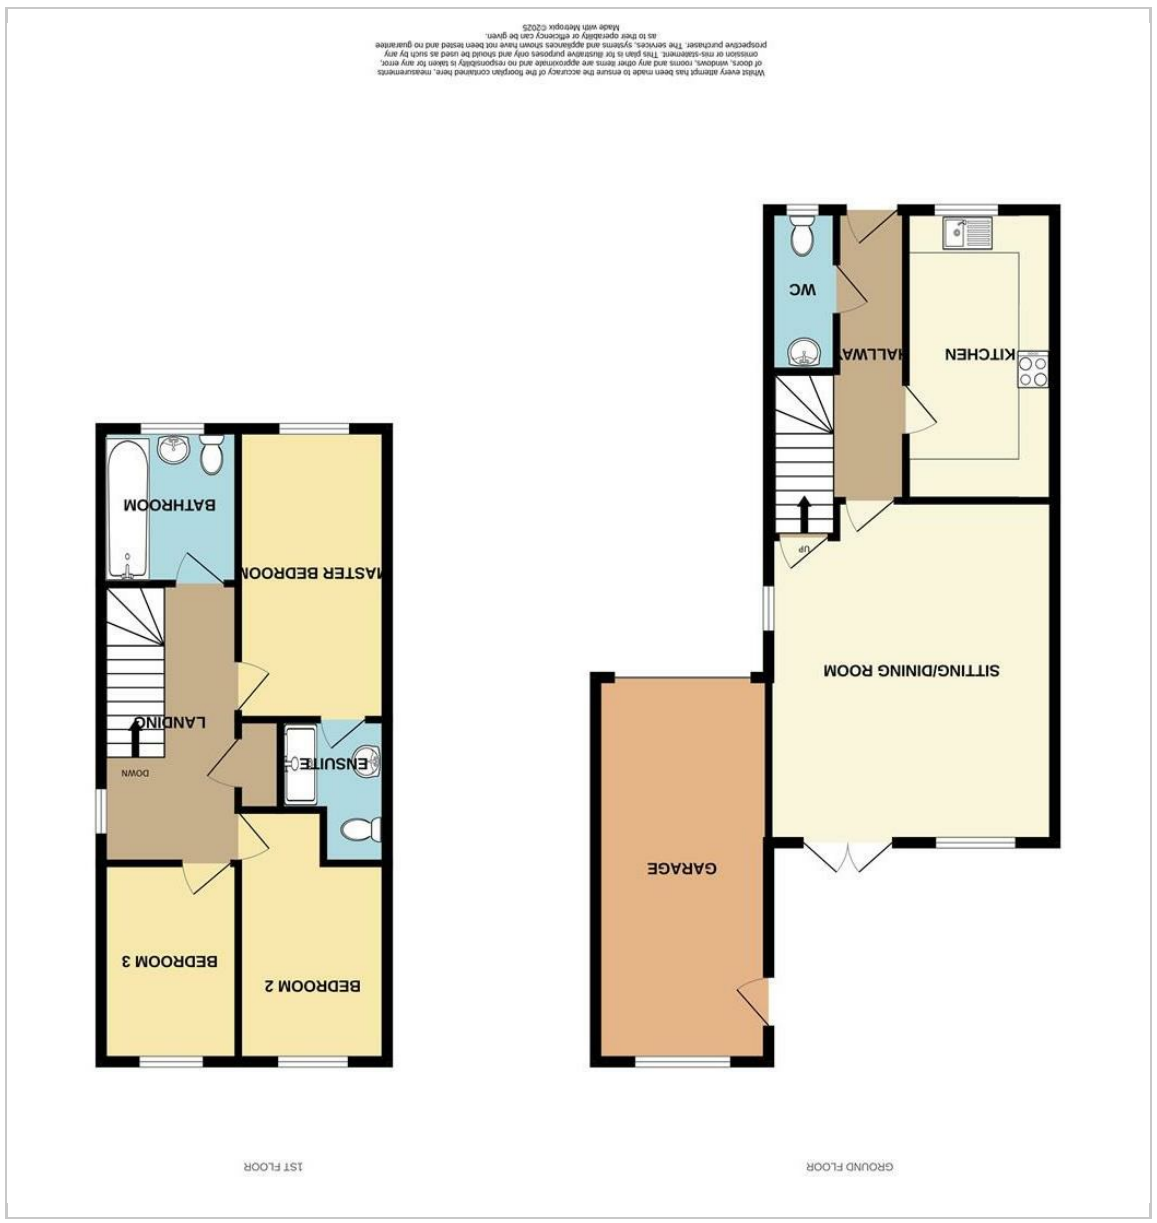 GROUND FLOOR
GARAGE
SITTING/DINING ROOM
UP
KITCHEN
HALLWAY
WC
1ST FLOOR
BEDROOM 2
BEDROOM 3
ENSUITE
DOWN
LANDING
MASTER BEDROOM
BATHROOM
Whilst every attempt has been made to ensure the accuracy of the floorplan contained here, measurements
of doors, windows, rooms and any other items are approximate and no responsibility is taken for any error,
omission or mis-statement. This plan is for illustrative purposes only and should be used as such by any
prospective purchaser. The services, systems and appliances shown have not been tested and no guarantee
as to their operability or efficiency can be given.
Made with Metropix ©2025